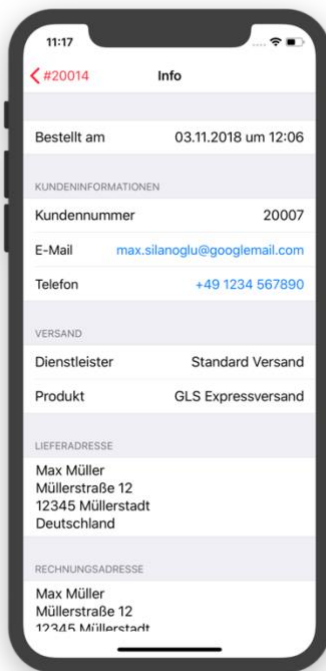 11:17
#20014 Info
Bestellt am 03.11.2018 um 12:06
KUNDENINFORMATIONEN
Kundennummer 20007
E-Mail max.silanoglu@googlemail.com
Telefon +49 1234 567890
VERSAND
Dienstleister Standard Versand
Produkt GLS Expressversand
LIEFERADRESSE
Max Müller
Müllerstraße 12
12345 Müllerstadt
Deutschland
RECHNUNGSADRESSE
Max Müller
Müllerstraße 12
12345 Müllerstadt